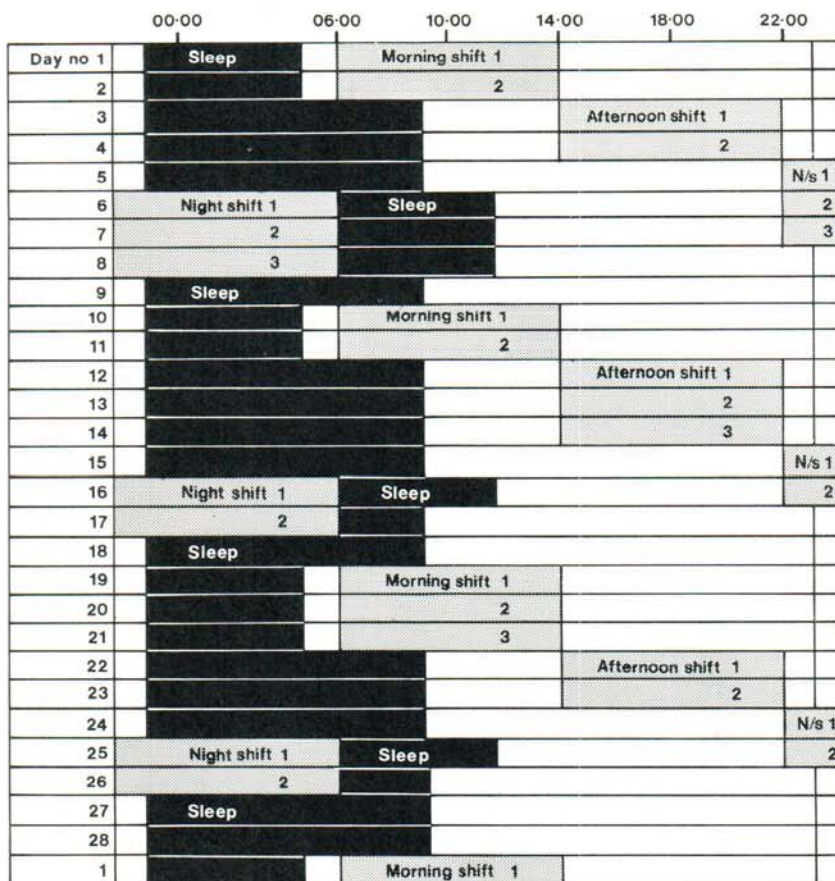 00·00 06·00 10·00 14·00 18·00 22·00
Day no 1 Sleep Morning shift 1
2 2
3 Afternoon shift 1
4 2
5 N/s 1
6 Night shift 1 Sleep 2
7 2 3
8 3
9 Sleep
10 Morning shift 1
11 2
12 Afternoon shift 1
13 2
14 3
15 N/s 1
16 Night shift 1 Sleep 2
17 2
18 Sleep
19 Morning shift 1
20 2
21 3
22 Afternoon shift 1
23 2
24 N/s 1
25 Night shift 1 Sleep 2
26 2
27 Sleep
28
1 Morning shift 1